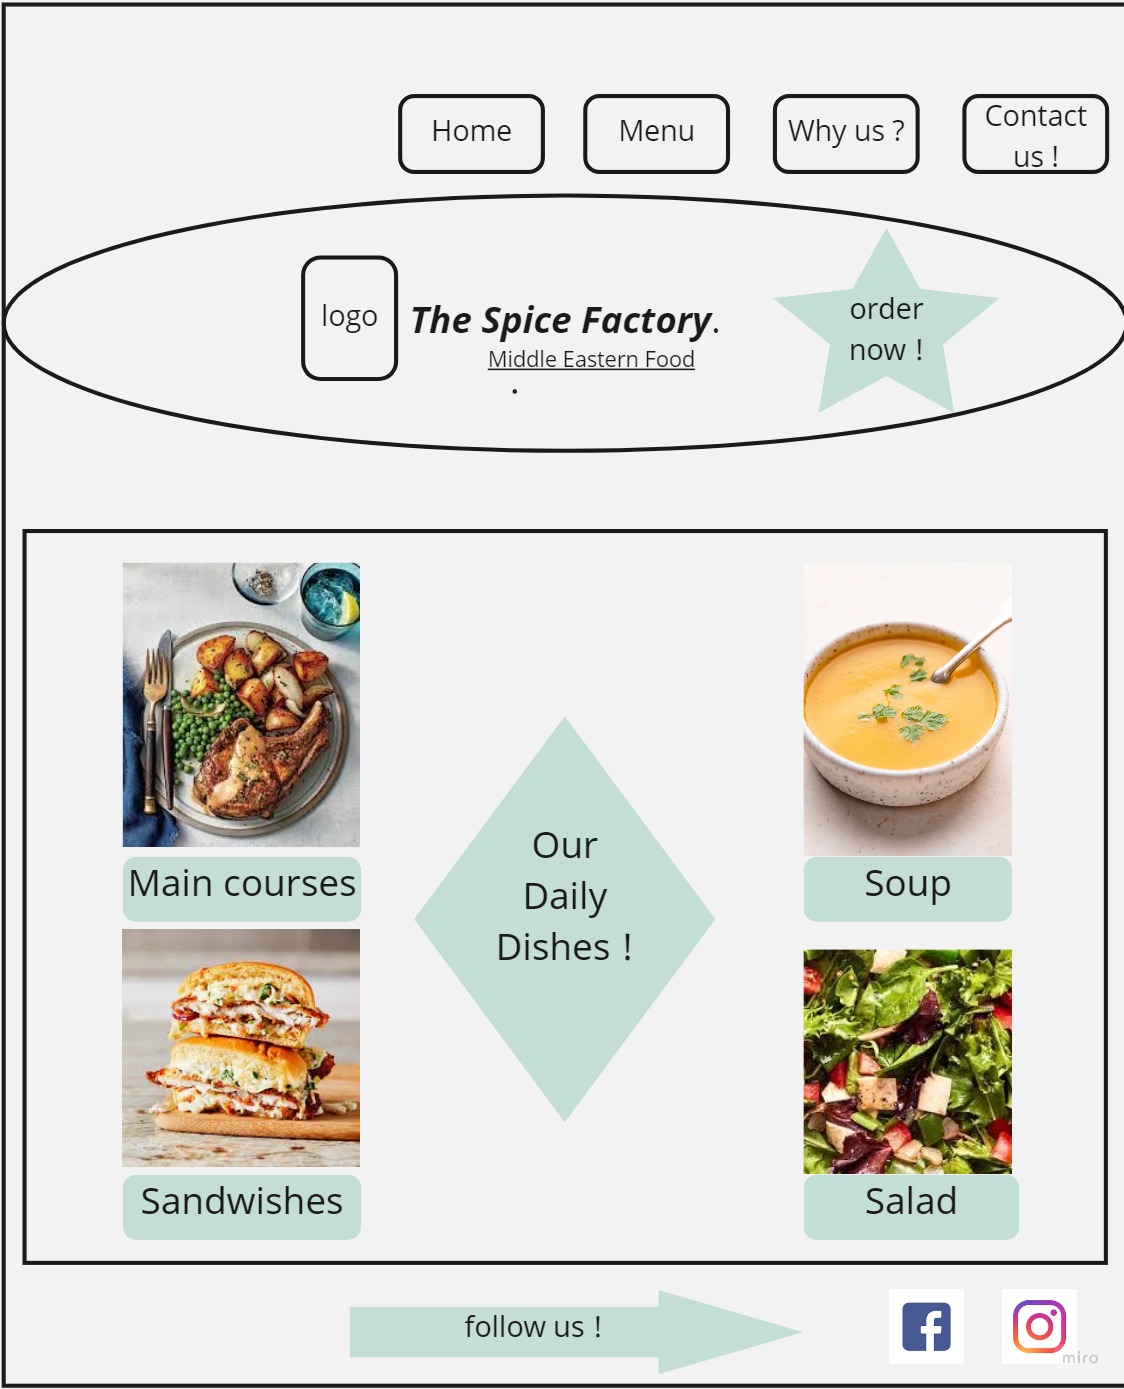 Home
Menu
Why us ?
Contact
us !
logo
The Spice Factory.
Middle Eastern Food
.
order
now !
Main courses
Soup
Our
Daily
Dishes !
Sandwishes
Salad
follow us !
miro